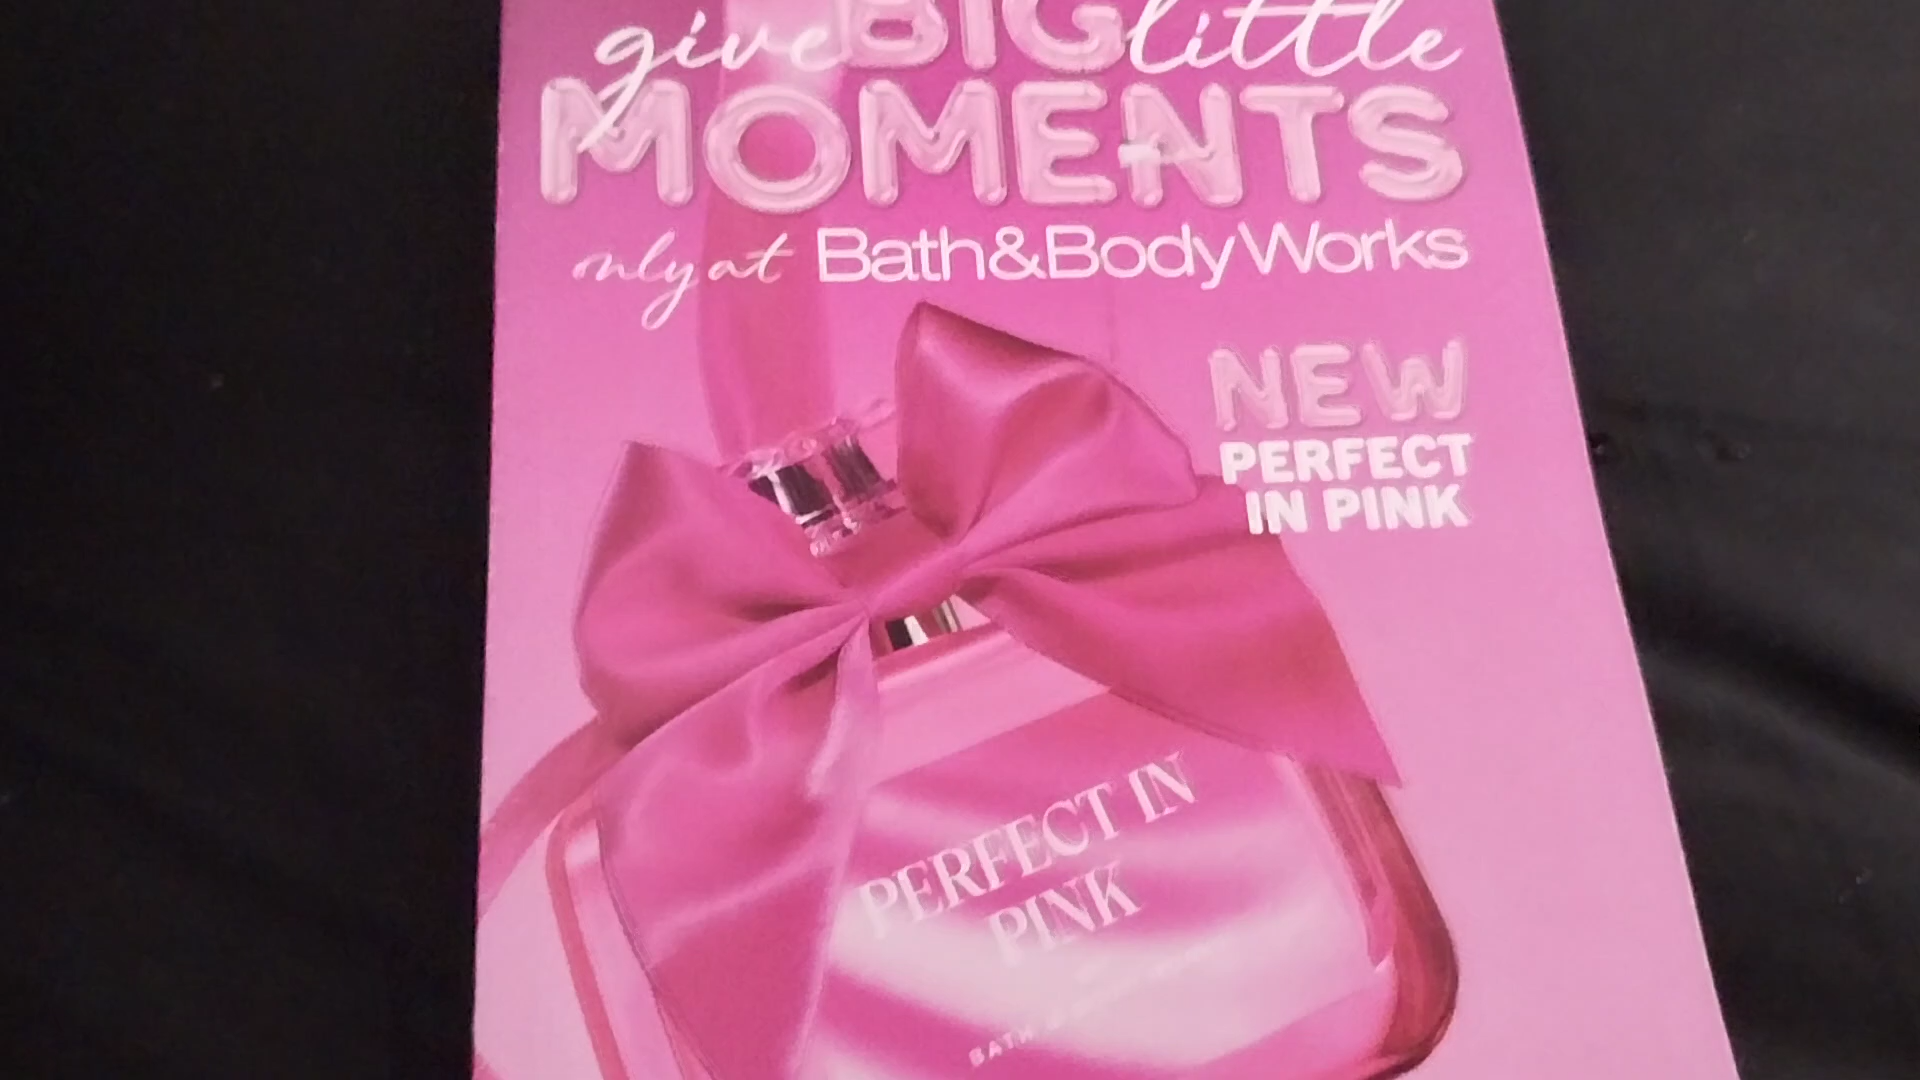 give BIG little
MOMENTS
only at Bath&BodyWorks
NEW
PERFECT
IN PINK
PERFECT IN
PINK
BATH